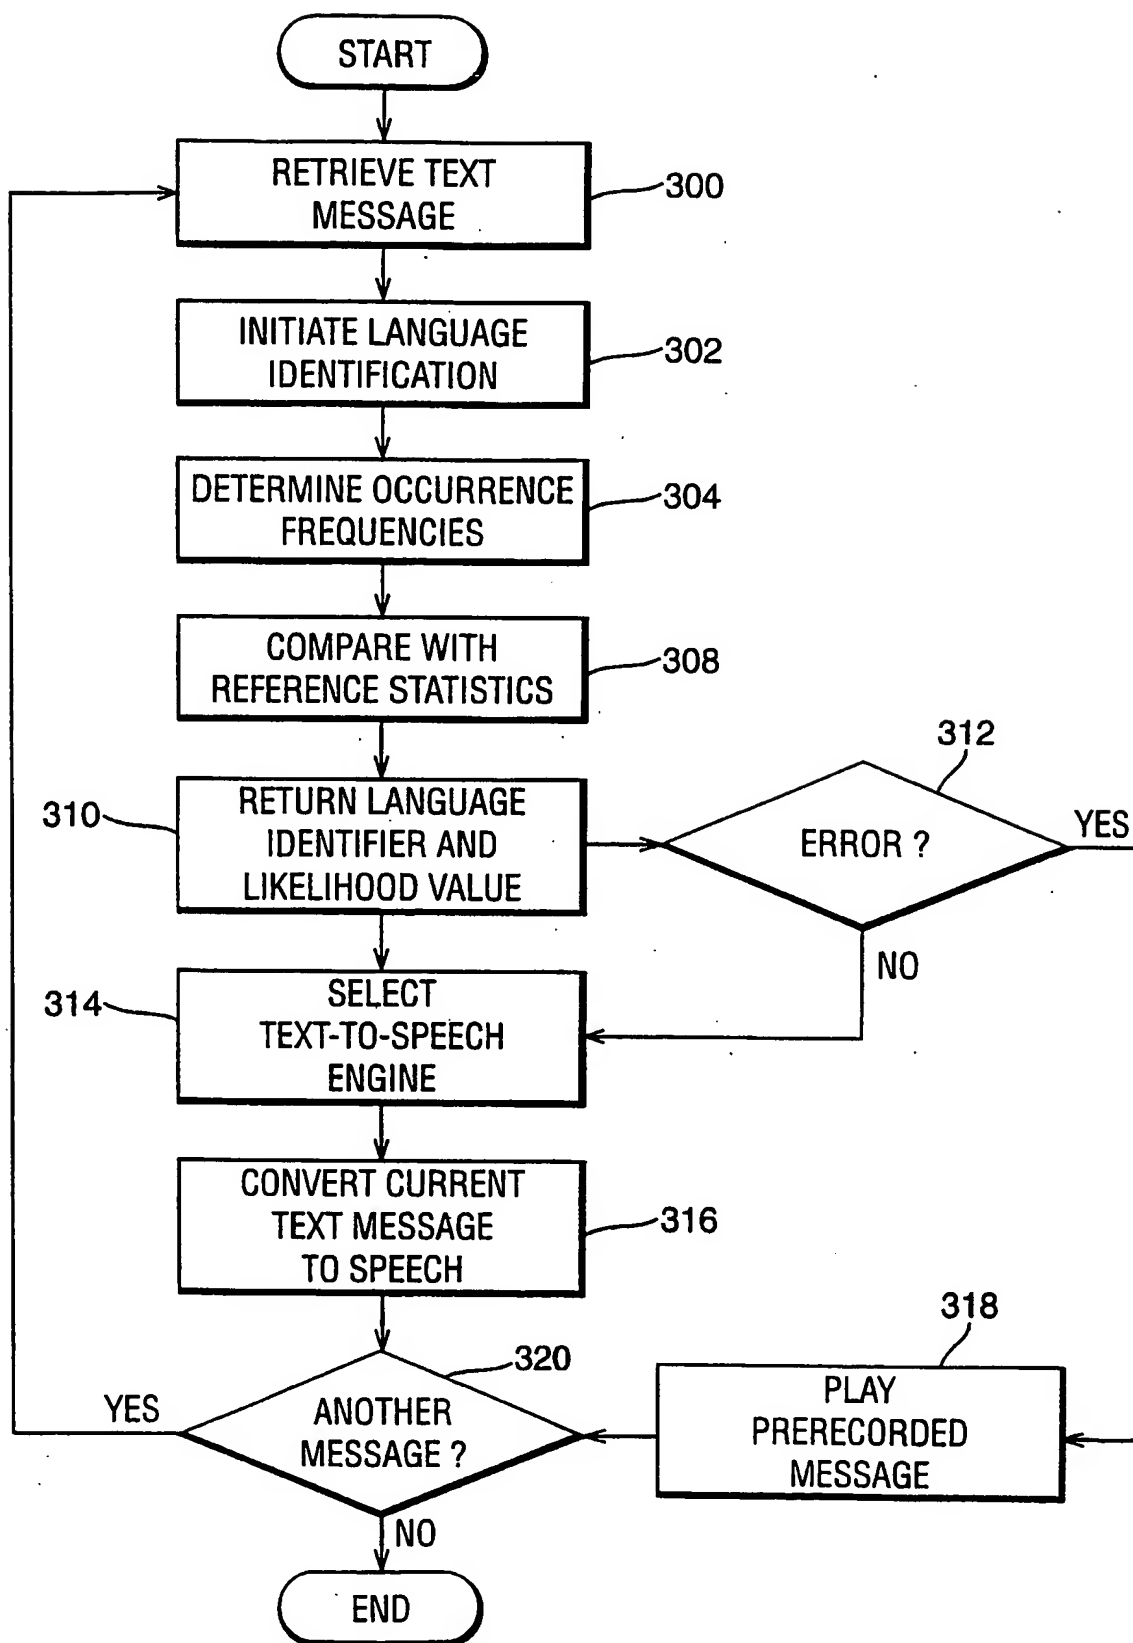 START
RETRIEVE TEXT
MESSAGE
300
INITIATE LANGUAGE
IDENTIFICATION
302
DETERMINE OCCURRENCE
FREQUENCIES
304
COMPARE WITH
REFERENCE STATISTICS
308
310
RETURN LANGUAGE
IDENTIFIER AND
LIKELIHOOD VALUE
312
ERROR ?
YES
NO
314
SELECT
TEXT-TO-SPEECH
ENGINE
CONVERT CURRENT
TEXT MESSAGE
TO SPEECH
316
318
PLAY
PRERECORDED
MESSAGE
320
ANOTHER
MESSAGE ?
YES
NO
END